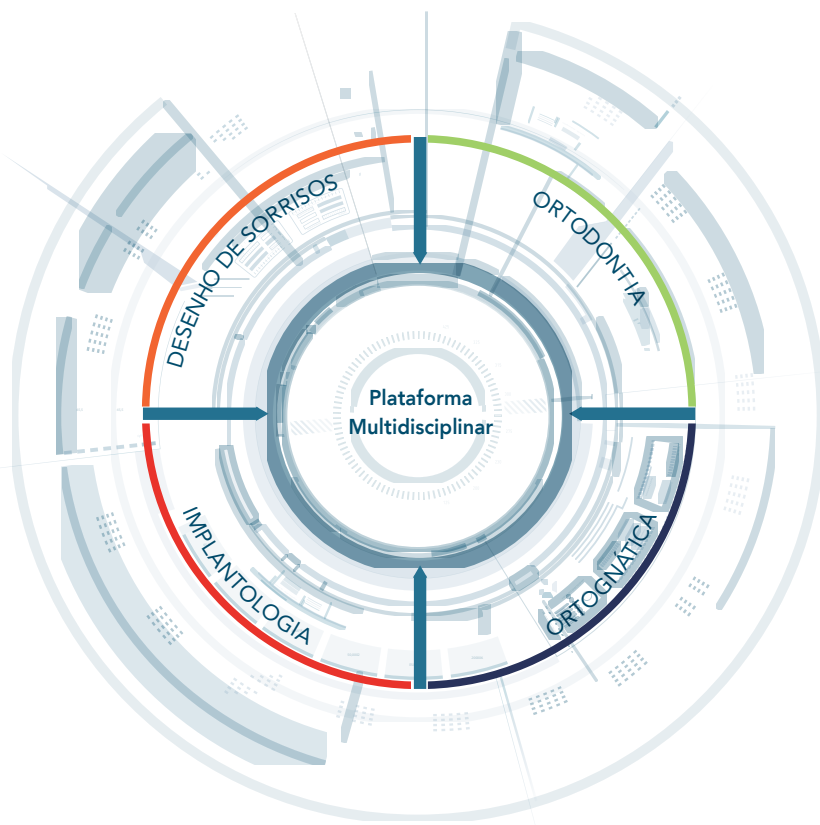 DESENHO DE SORRISOS
ORTODONTIA
Plataforma
Multidisciplinar
IMPLANTOLOGIA
ORTOGNÁTICA